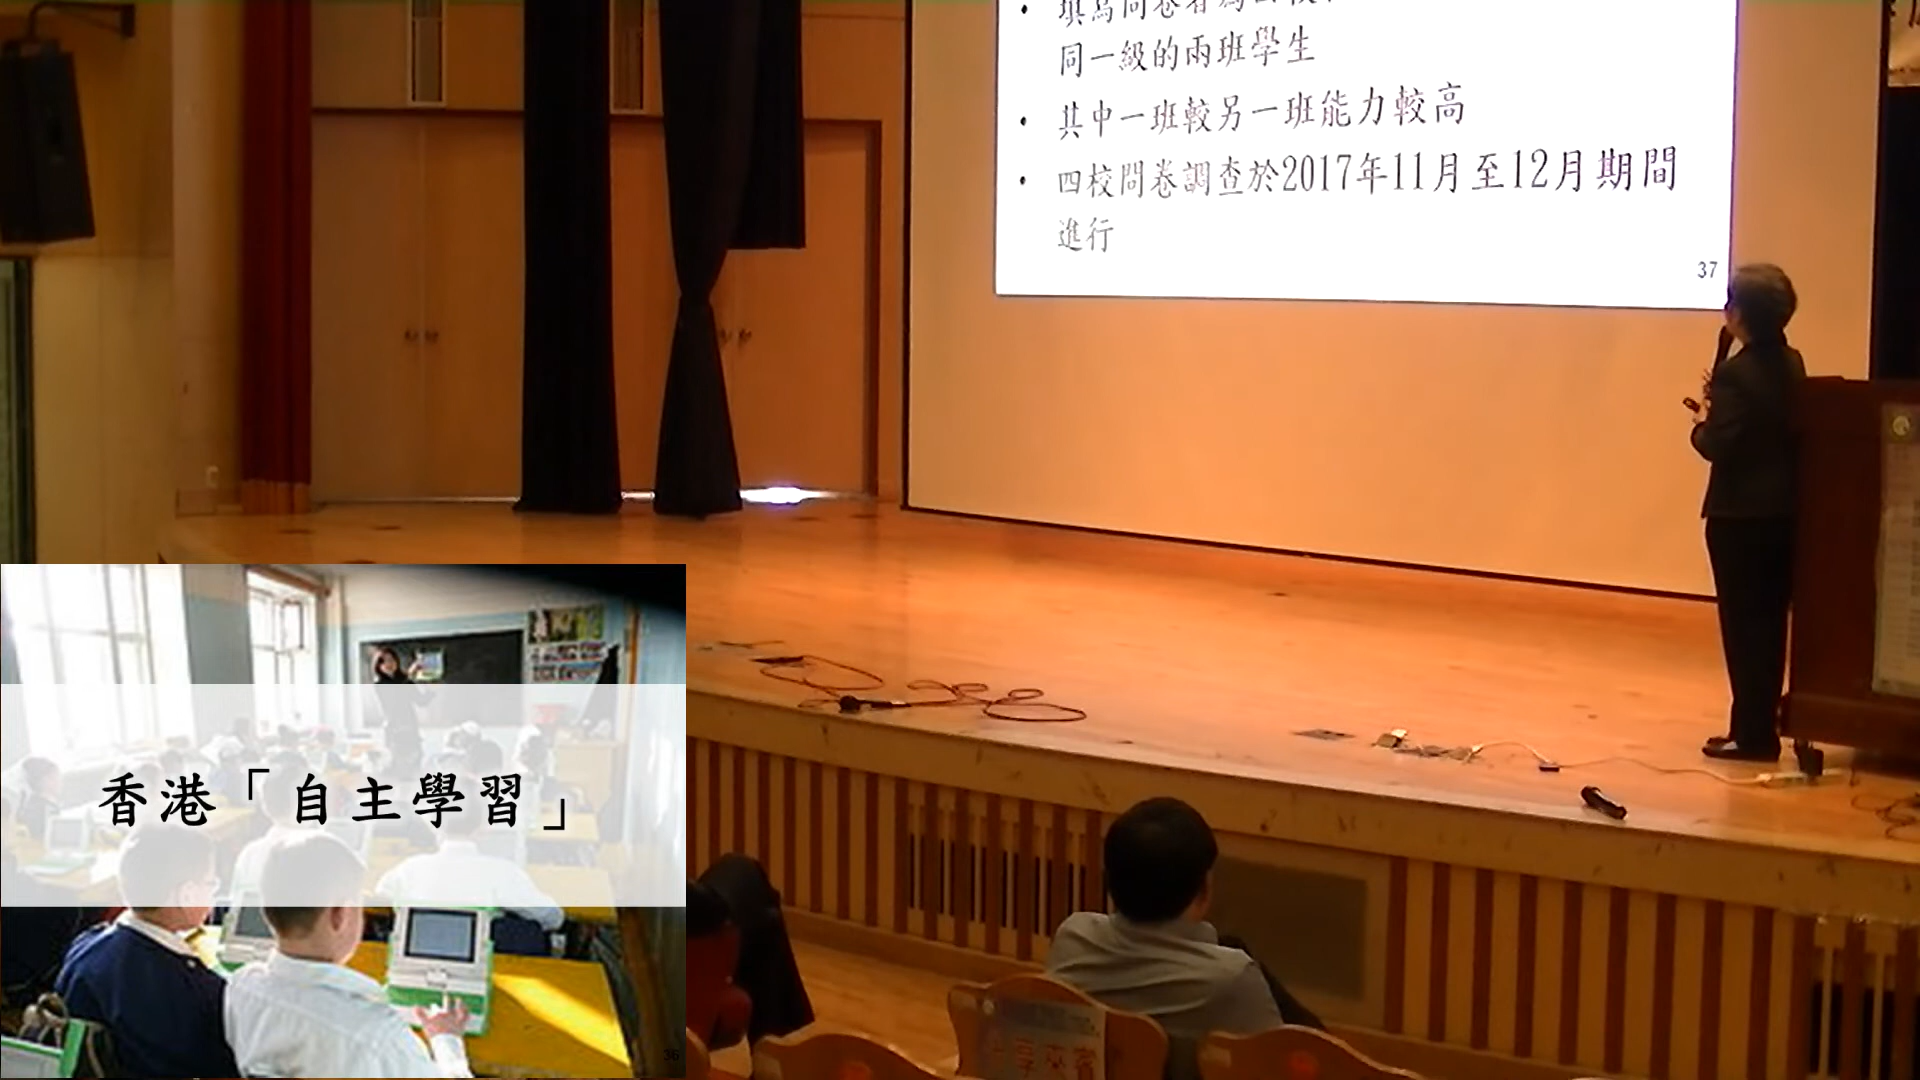 同一級的兩班學生
• 其中一班較另一班能力較高
• 四校問卷調查於2017年11月至12月期間
進行
37
香港「自主學習」
36